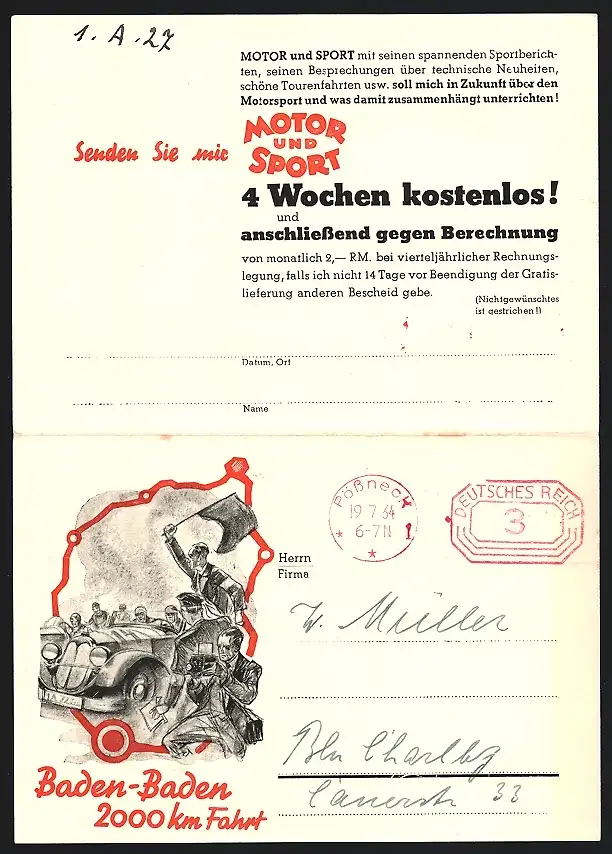 1. A. 27
MOTOR und SPORT mit seinen spannenden Sportberich-
ten, seinen Besprechungen über technische Neuheiten,
schöne Tourenfahrten usw. soll mich in Zukunft über den
Motorsport und was damit zusammenhängt unterrichten!
Senden Sie mir
MOTOR
UND
SPORT
4 Wochen kostenlos!
und
anschließend gegen Berechnung
von monatlich 2,— RM. bei vierteljährlicher Rechnungs-
legung, falls ich nicht 14 Tage vor Beendigung der Gratis-
lieferung anderen Bescheid gebe.
(Nichtgewünschtes
ist gestrichen!)
Datum, Ort
Name
Pößneck
19 7 34
6-7 N
DEUTSCHES REICH
3
Herrn
Firma
W. Müller
Bln Charlbg
33
Baden-Baden
2000 km Fahrt